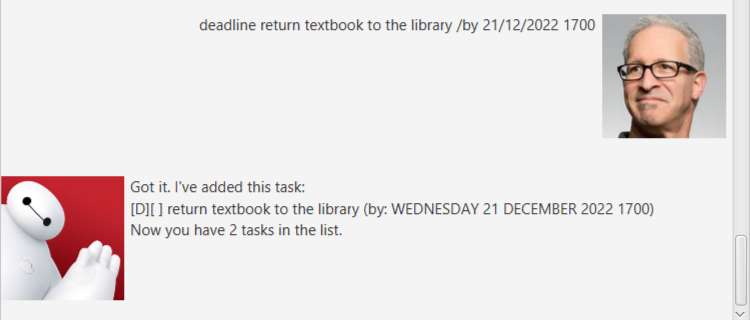 deadline return textbook to the library /by 21/12/2022 1700
Got it. I've added this task:
[D][ ] return textbook to the library (by: WEDNESDAY 21 DECEMBER 2022 1700)
Now you have 2 tasks in the list.